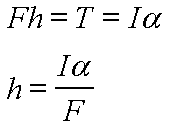 Fh = T = Iα
h = Iα / F